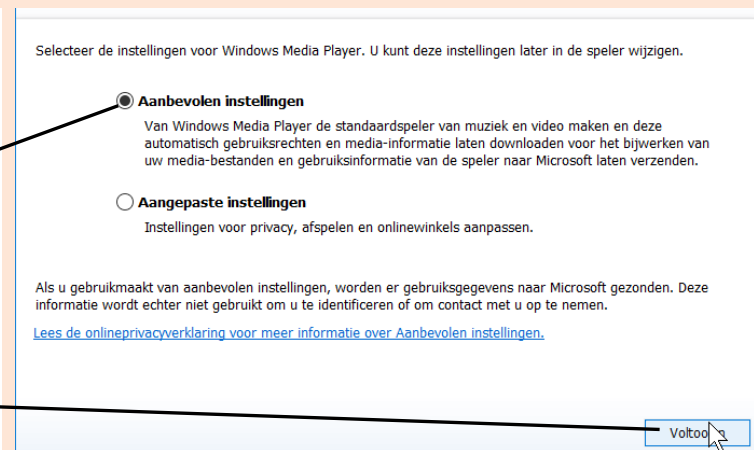 Selecteer de instellingen voor Windows Media Player. U kunt deze instellingen later in de speler wijzigen.
Aanbevolen instellingen
Van Windows Media Player de standaardspeler van muziek en video maken en deze
automatisch gebruiksrechten en media-informatie laten downloaden voor het bijwerken van
uw media-bestanden en gebruiksinformatie van de speler naar Microsoft laten verzenden.
Aangepaste instellingen
Instellingen voor privacy, afspelen en onlinewinkels aanpassen.
Als u gebruikmaakt van aanbevolen instellingen, worden er gebruiksgegevens naar Microsoft gezonden. Deze
informatie wordt echter niet gebruikt om u te identificeren of om contact met u op te nemen.
Lees de onlineprivacyverklaring voor meer informatie over Aanbevolen instellingen.
Voltooien